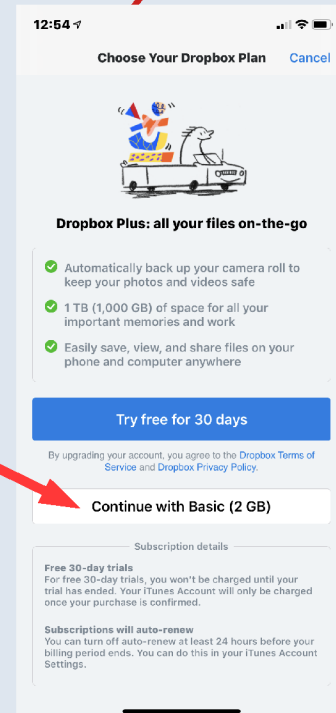 12:54
Choose Your Dropbox Plan Cancel
Dropbox Plus: all your files on-the-go
Automatically back up your camera roll to
keep your photos and videos safe
1 TB (1,000 GB) of space for all your
important memories and work
Easily save, view, and share files on your
phone and computer anywhere
Try free for 30 days
By upgrading your account, you agree to the Dropbox Terms of
Service and Dropbox Privacy Policy.
Continue with Basic (2 GB)
Subscription details
Free 30-day trials
For free 30-day trials, you won't be charged until your
trial has ended. Your iTunes Account will only be charged
once your purchase is confirmed.
Subscriptions will auto-renew
You can turn off auto-renew at least 24 hours before your
billing period ends. You can do this in your iTunes Account
Settings.